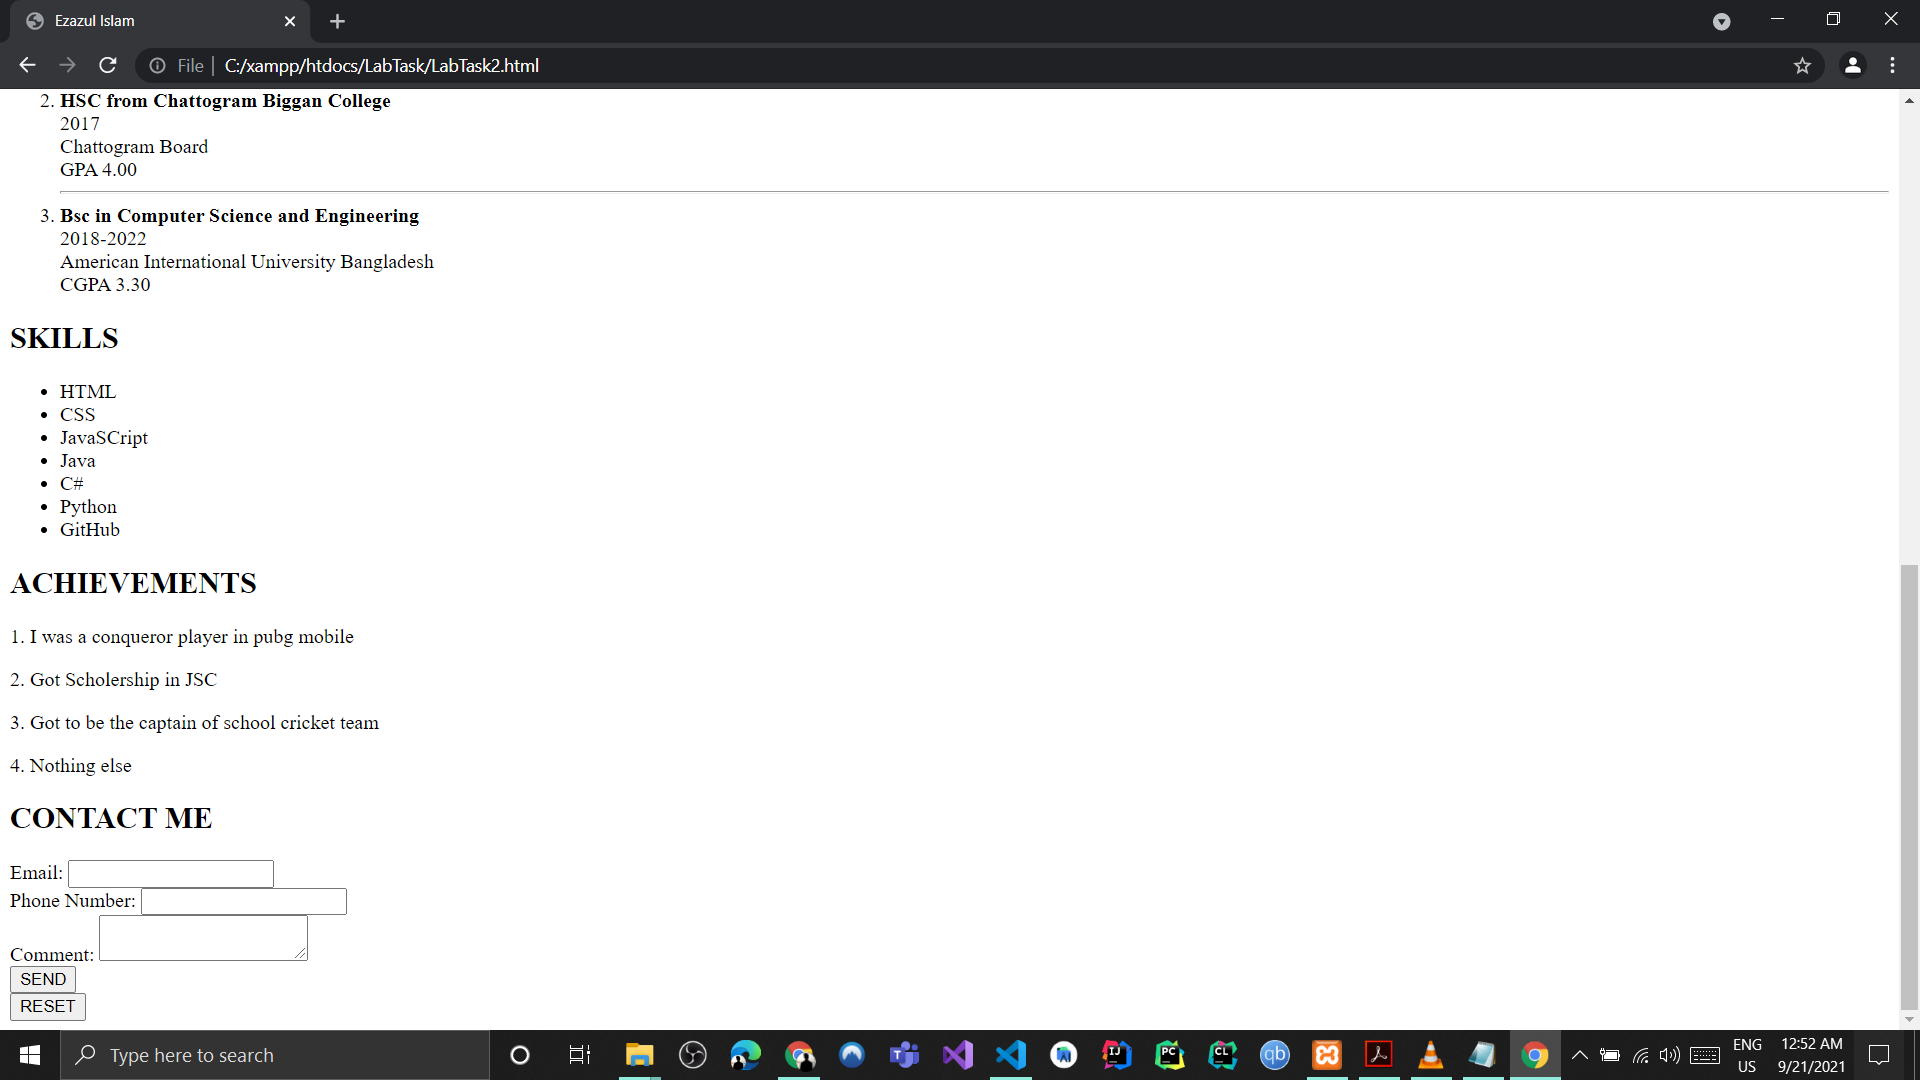 Ezazul Islam
File
C:/xampp/htdocs/LabTask/LabTask2.html
2. HSC from Chattogram Biggan College
2017
Chattogram Board
GPA 4.00
3. Bsc in Computer Science and Engineering
2018-2022
American International University Bangladesh
CGPA 3.30
SKILLS
• HTML
• CSS
• JavaSCript
• Java
• C#
• Python
• GitHub
ACHIEVEMENTS
1. I was a conqueror player in pubg mobile
2. Got Scholership in JSC
3. Got to be the captain of school cricket team
4. Nothing else
CONTACT ME
Email:
Phone Number:
Comment:
SEND
RESET
Type here to search
IJ
PC
CL
qb
ENG
US
12:52 AM
9/21/2021